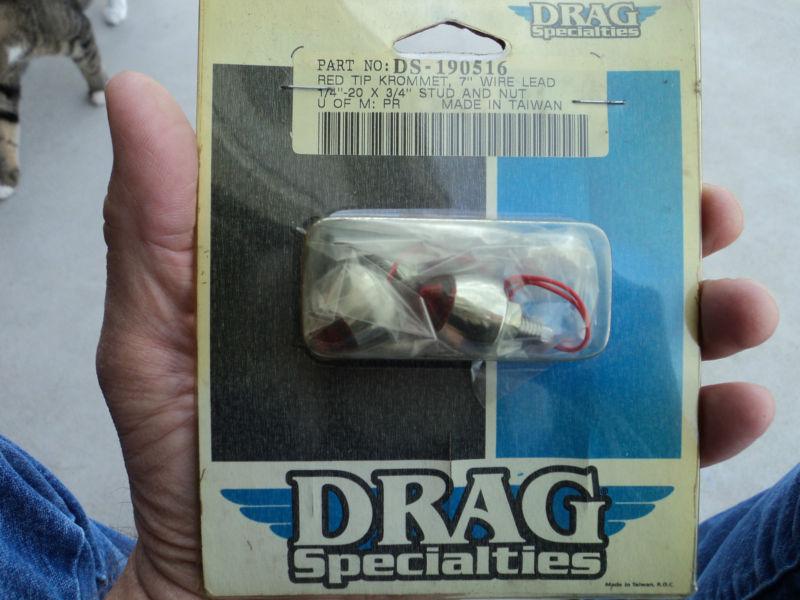 DRAG
Specialties
PART NO: DS-190516
RED TIP KROMMET, 7" WIRE LEAD
1/4"-20 X 3/4" STUD AND NUT
U OF M: PR MADE IN TAIWAN
DRAG
Specialties
Made in Taiwan, R.O.C.